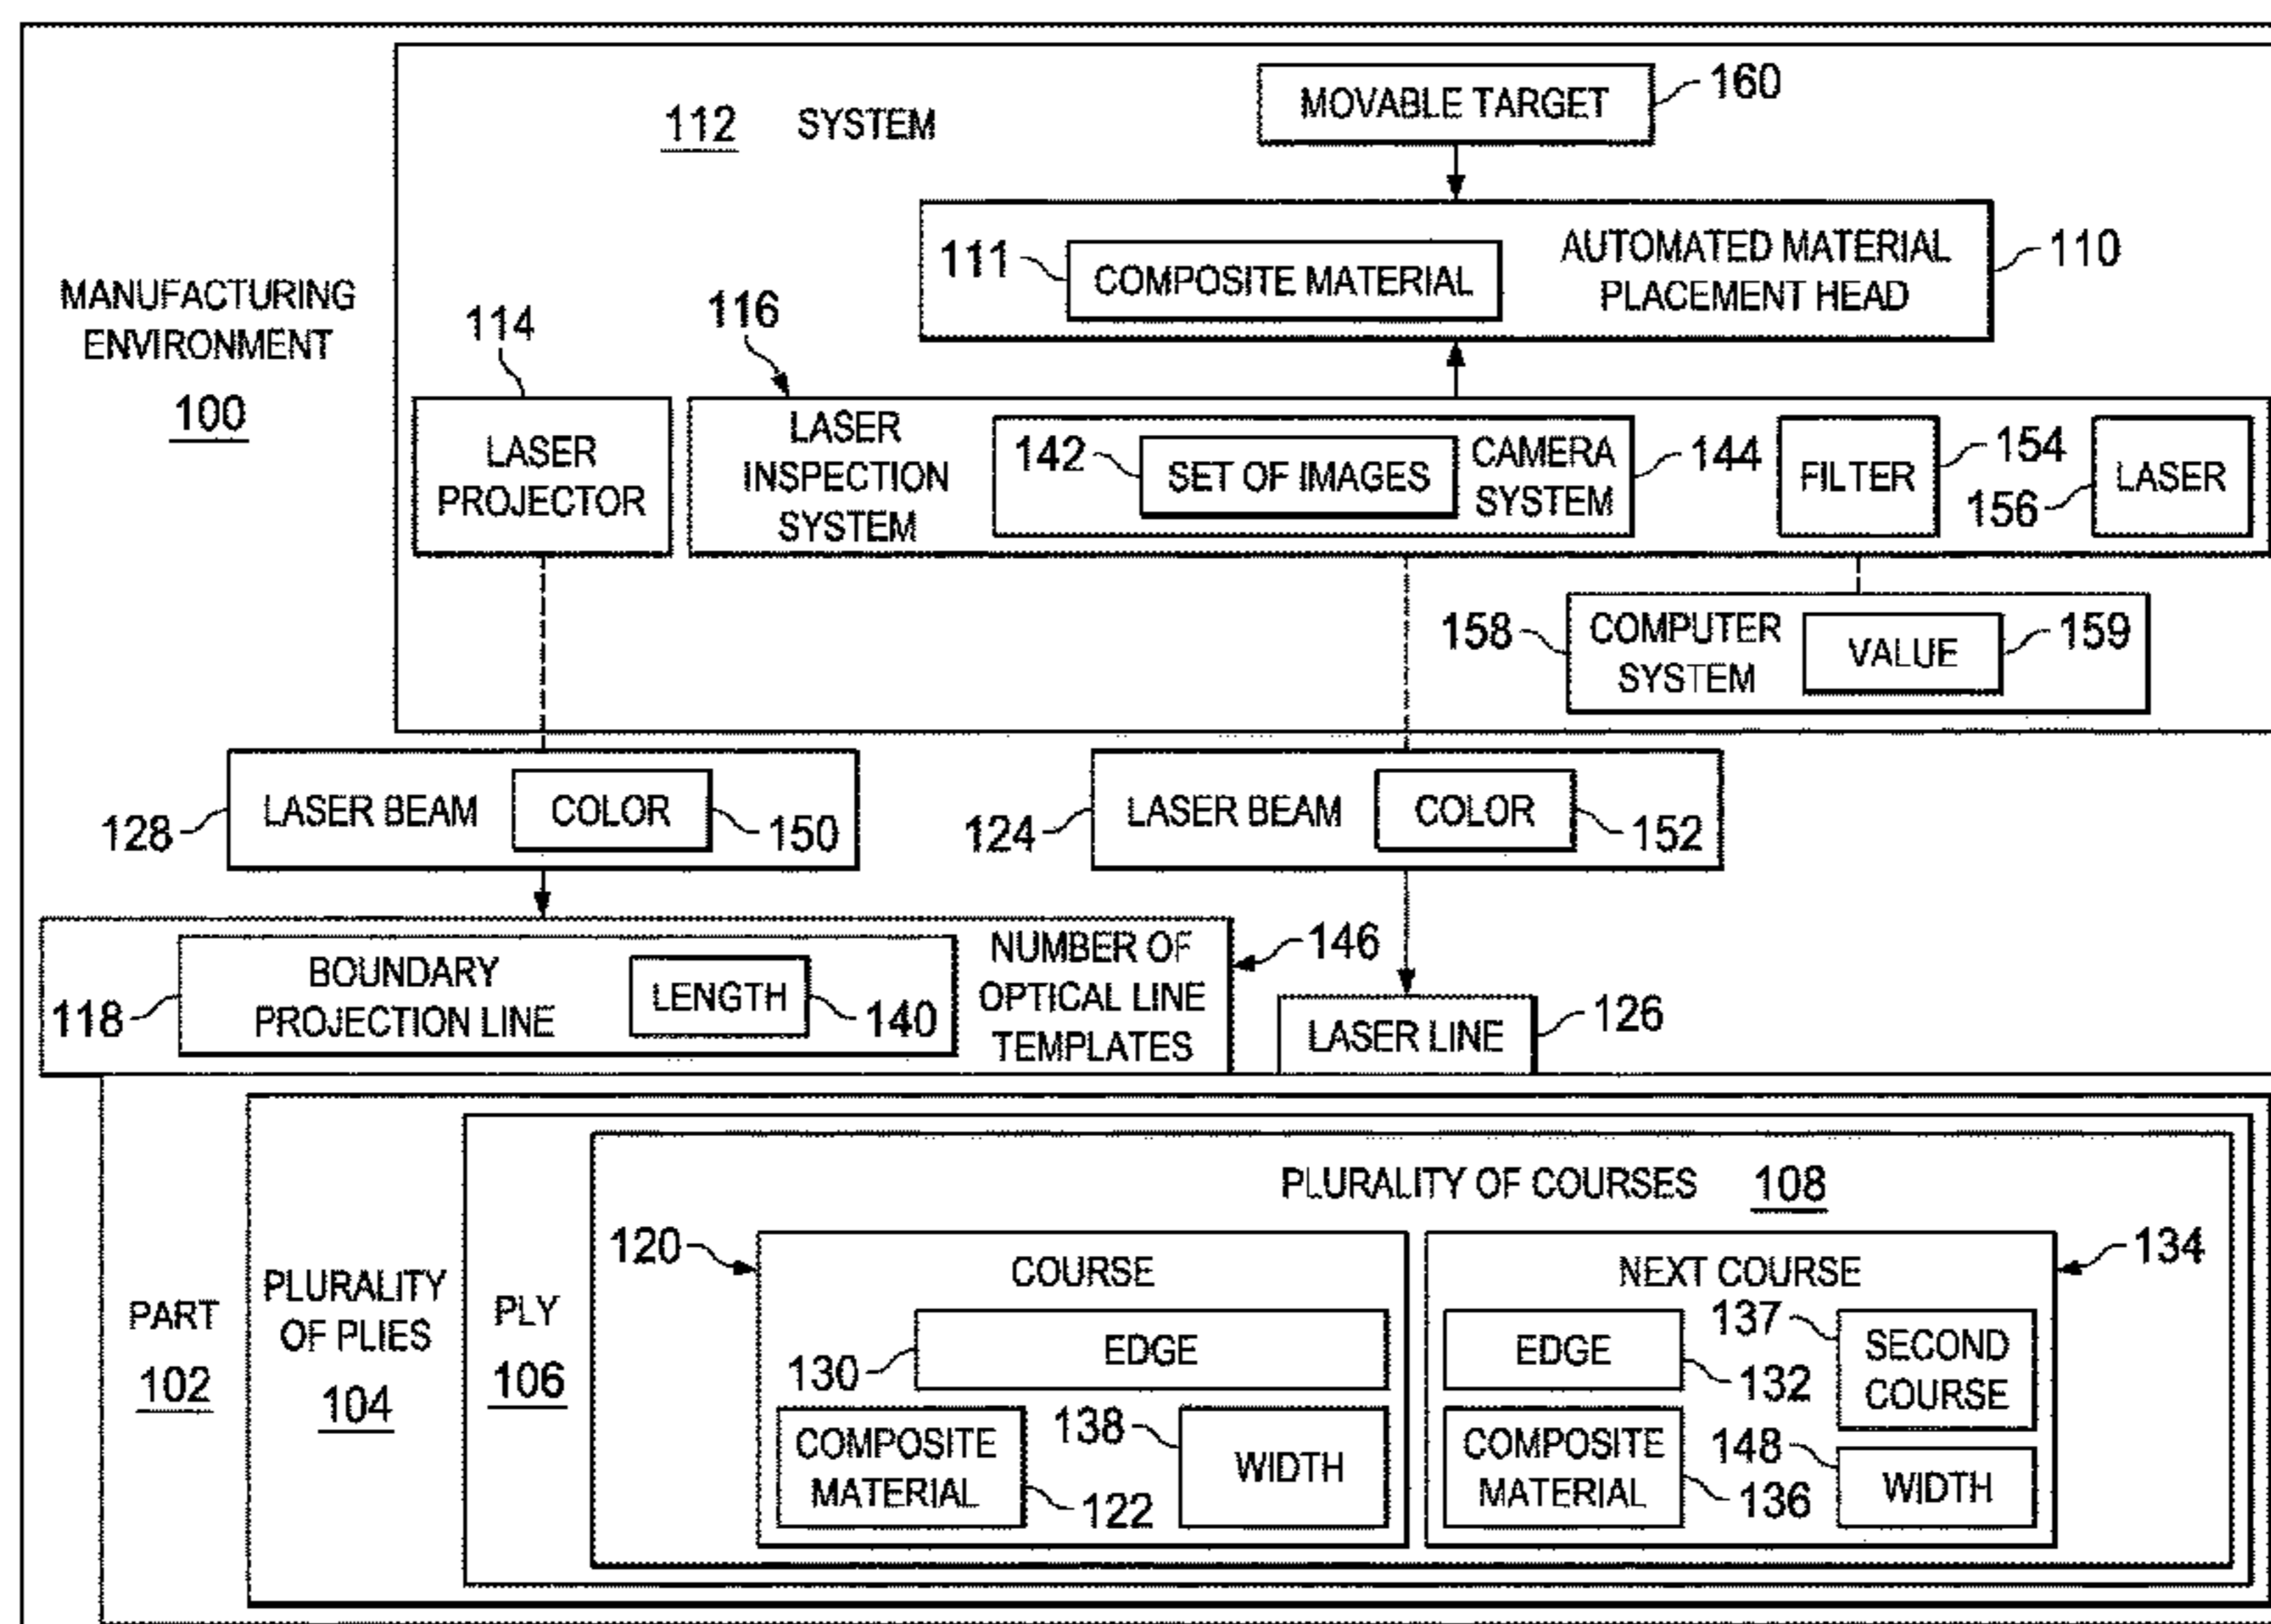 MOVABLE TARGET
160
112
SYSTEM
111
COMPOSITE MATERIAL
AUTOMATED MATERIAL
PLACEMENT HEAD
110
MANUFACTURING
ENVIRONMENT
100
114
116
LASER
PROJECTOR
LASER
INSPECTION
SYSTEM
142
SET OF IMAGES
CAMERA
SYSTEM
144
FILTER
154
156
LASER
158
COMPUTER
SYSTEM
VALUE
159
128
LASER BEAM
COLOR
150
124
LASER BEAM
COLOR
152
118
BOUNDARY
PROJECTION LINE
LENGTH
140
NUMBER OF
OPTICAL LINE
TEMPLATES
146
LASER LINE
126
PART
102
PLURALITY
OF PLIES
104
PLY
106
PLURALITY OF COURSES 108
120
COURSE
130
EDGE
COMPOSITE
MATERIAL
122
138
WIDTH
NEXT COURSE
134
EDGE
132
137
SECOND
COURSE
COMPOSITE
MATERIAL
136
148
WIDTH